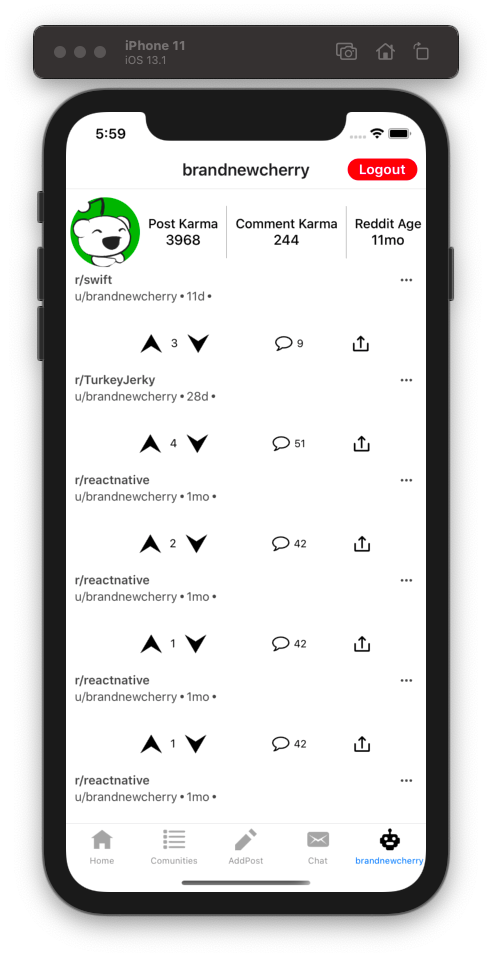 iPhone 11
iOS 13.1
5:59
brandnewcherry
Logout
Post Karma
3968
Comment Karma
244
Reddit Age
11mo
r/swift
u/brandnewcherry • 11d •
3
9
r/TurkeyJerky
u/brandnewcherry • 28d •
4
51
r/reactnative
u/brandnewcherry • 1mo •
2
42
r/reactnative
u/brandnewcherry • 1mo •
1
42
r/reactnative
u/brandnewcherry • 1mo •
1
42
r/reactnative
u/brandnewcherry • 1mo •
Home
Comunities
AddPost
Chat
brandnewcherry